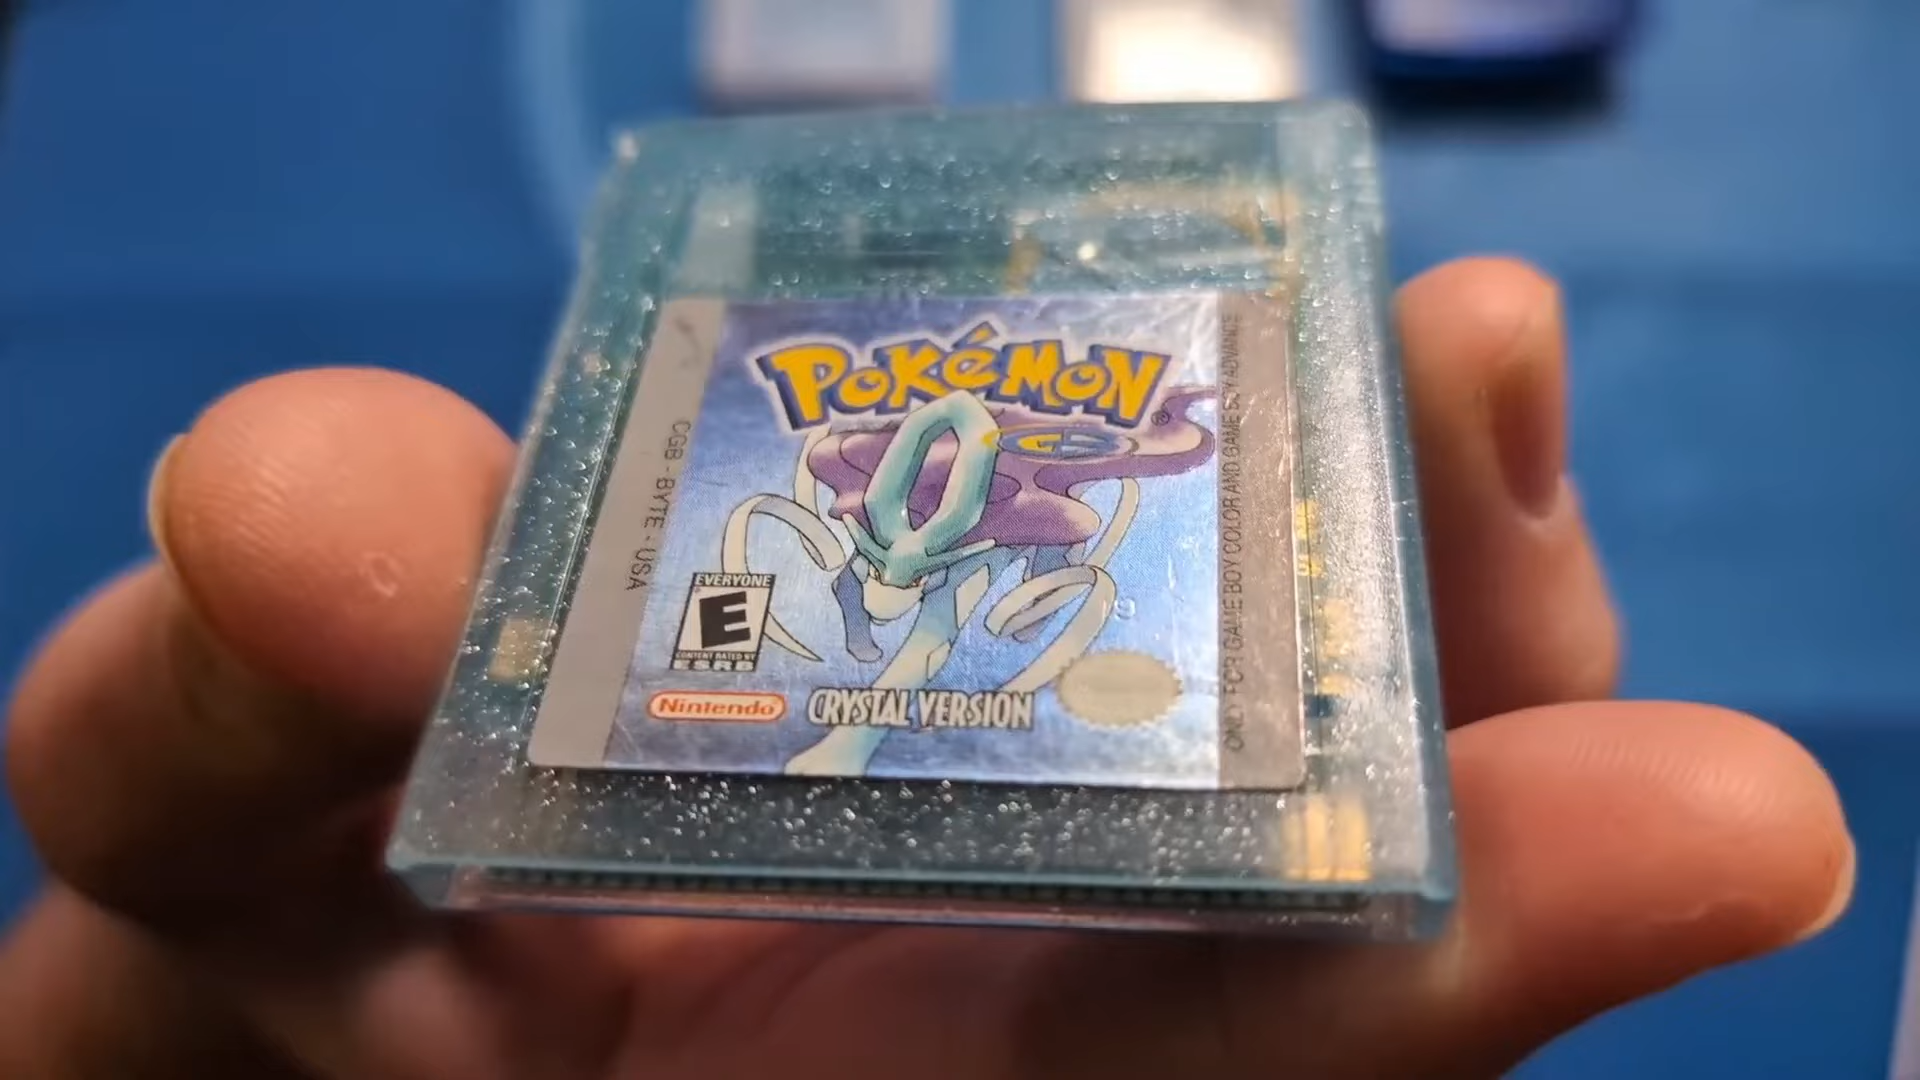 POKéMON
®
CGB-BYTE-USA
ONLY FOR GAME BOY COLOR AND GAME BOY ADVANCE
EVERYONE
E
CONTENT RATED BY
ESRB
Nintendo
CRYSTAL VERSION